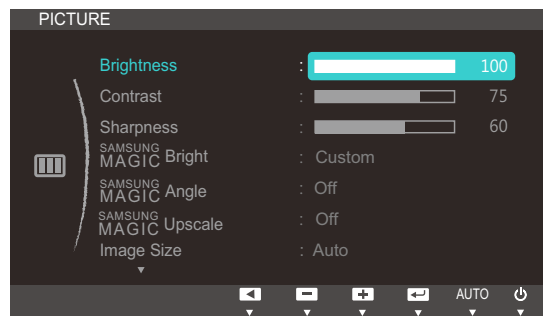 PICTURE
Brightness : 100
Contrast : 75
Sharpness : 60
SAMSUNG MAGIC Bright : Custom
SAMSUNG MAGIC Angle : Off
SAMSUNG MAGIC Upscale : Off
Image Size : Auto
AUTO